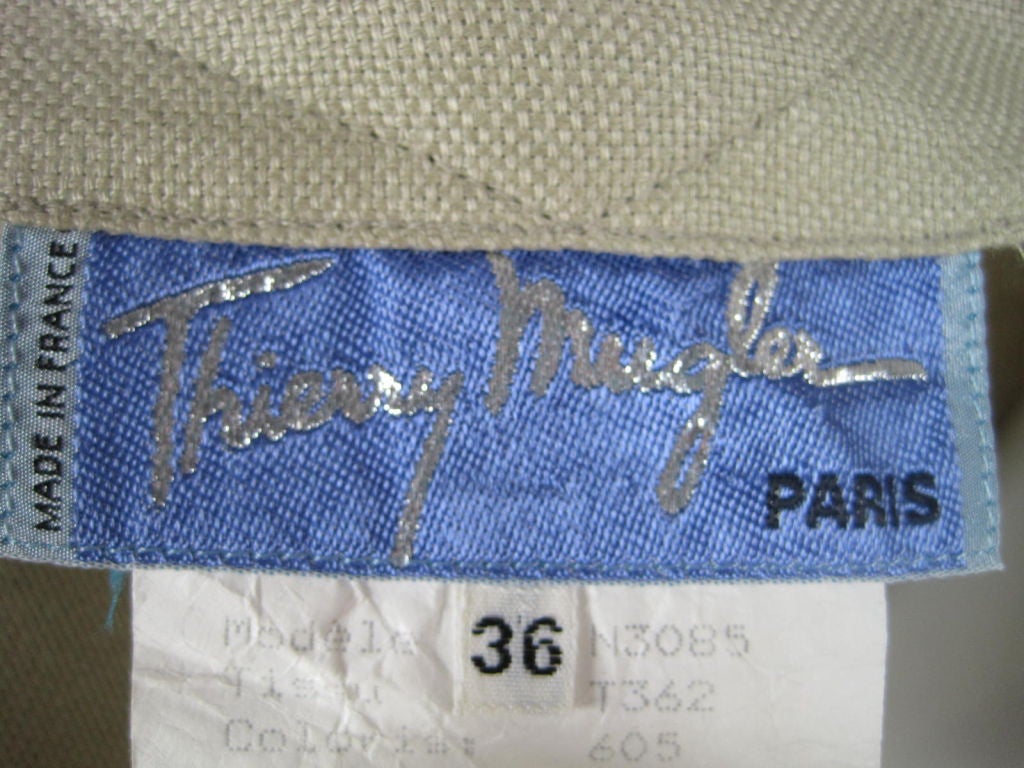 MADE IN FRANCE
Thierry Mugler
PARIS
36
Modèle N3085
Tissu T362
Coloris: 605